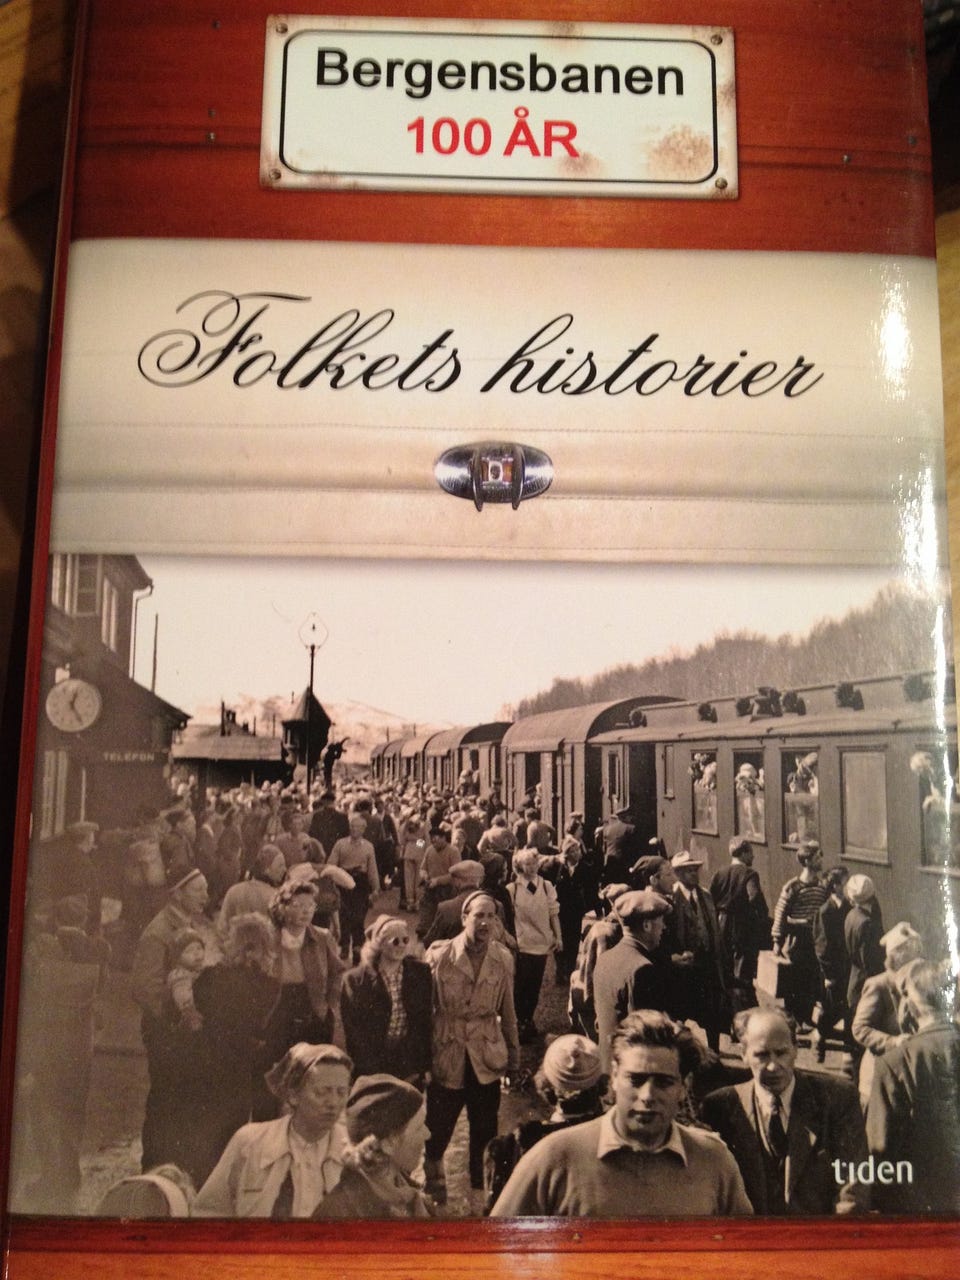 Bergensbanen
100 ÅR
Folkets historier
TELEFON
tiden